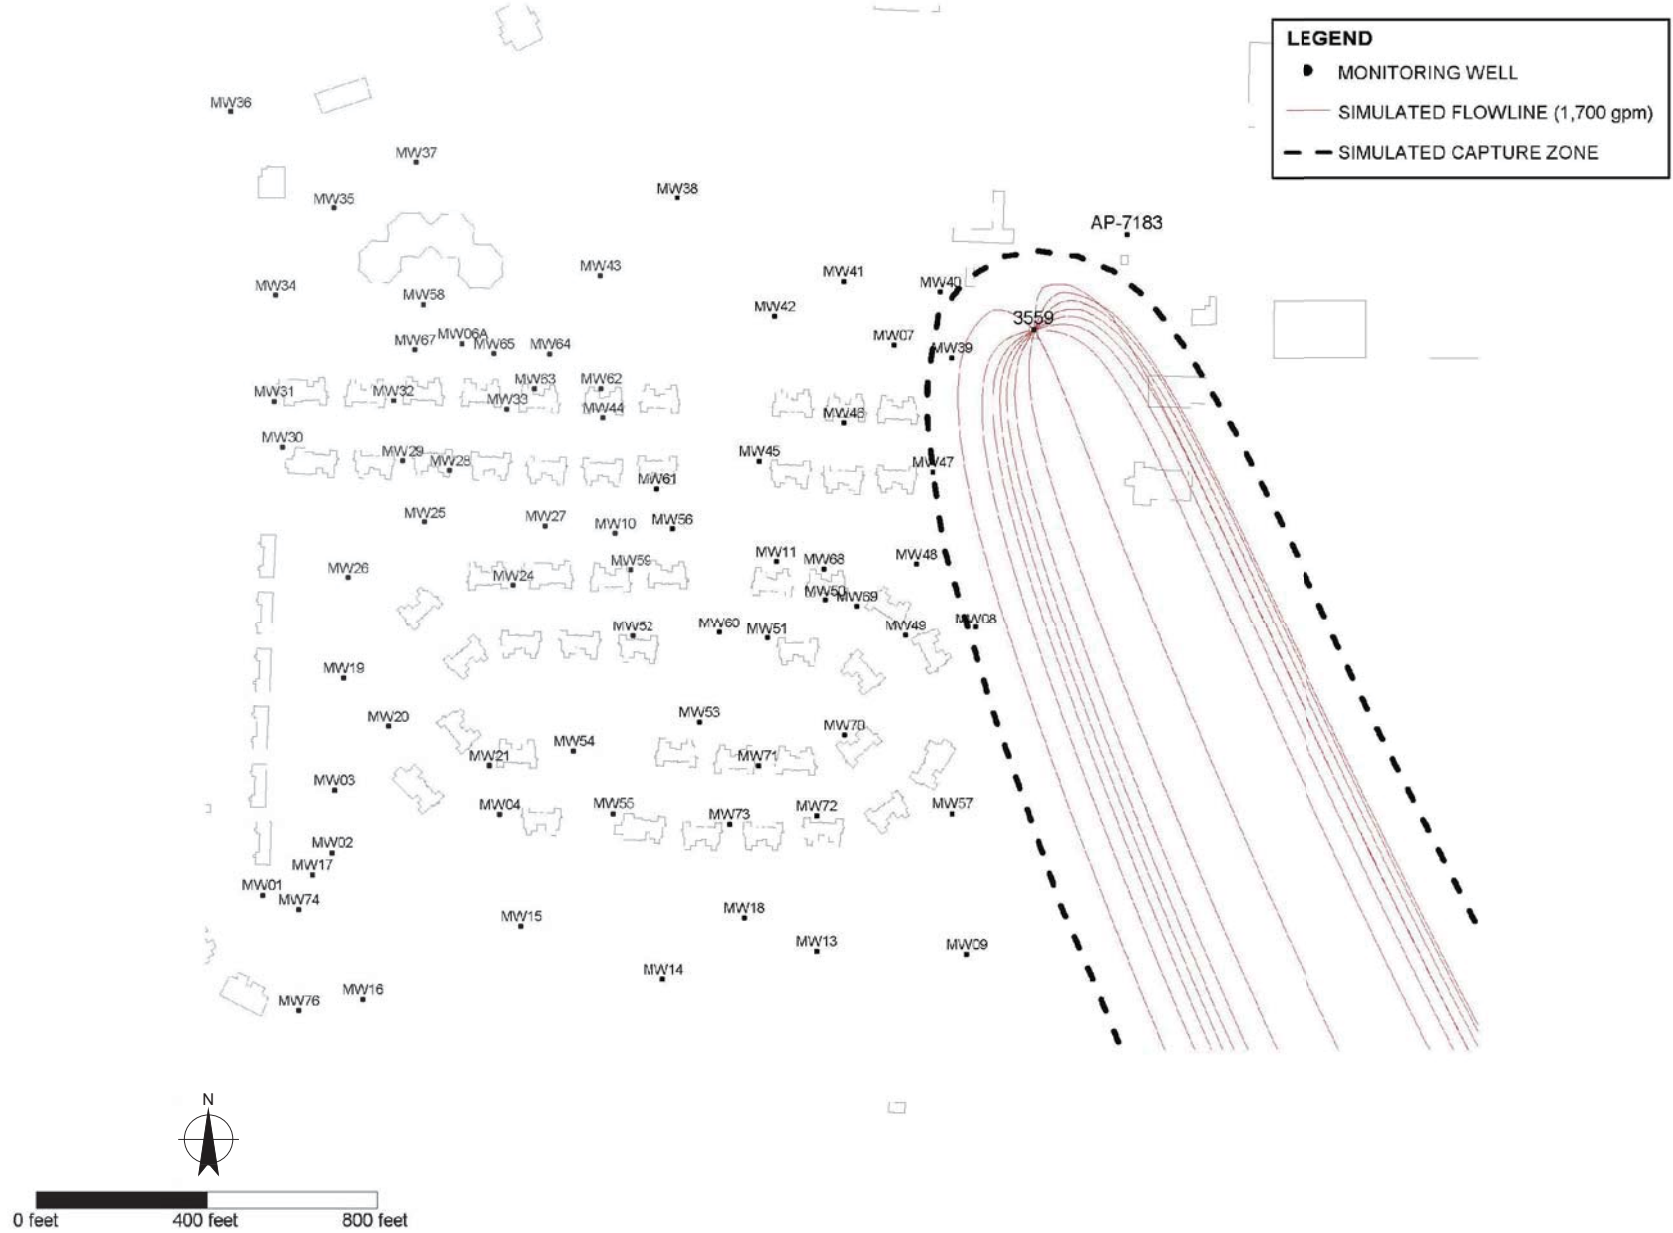 LEGEND
MONITORING WELL
SIMULATED FLOWLINE (1,700 gpm)
SIMULATED CAPTURE ZONE
MW36
MW37
MW38
MW35
AP-7183
MW43
MW41
MW40
MW34
MW58
MW42
3559
MW67
MW06A
MW65
MW64
MW07
MW39
MW31
MW32
MW63
MW62
MW33
MW44
MW46
MW30
MW29
MW28
MW45
MW47
MW61
MW25
MW27
MW10
MW56
MW26
MW24
MW59
MW11
MW68
MW48
MW50
MW69
MW52
MW60
MW51
MW49
MW08
MW19
MW20
MW53
MW70
MW21
MW54
MW71
MW03
MW04
MW55
MW73
MW72
MW57
MW02
MW17
MW01
MW74
MW15
MW18
MW13
MW09
MW14
MW76
MW16
N
0 feet
400 feet
800 feet